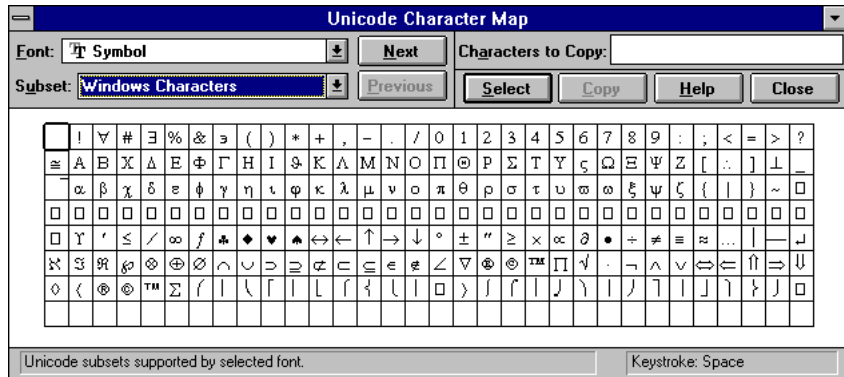 Unicode Character Map
Font: Symbol Next Characters to Copy:
Subset: Windows Characters Previous Select Copy Help Close
! ∀ # ∃ % & ∍ ( ) ∗ + , − . / 0 1 2 3 4 5 6 7 8 9 : ; < = > ?
≅ Α Β Χ Δ Ε Φ Γ Η Ι ϑ Κ Λ Μ Ν Ο Π Θ Ρ Σ Τ Υ ς Ω Ξ Ψ Ζ [ ∴ ] ⊥ _
‾ α β χ δ ε ϕ γ η ι φ κ λ μ ν ο π θ ρ σ τ υ ϖ ω ξ ψ ζ { | } ~ □
□ □ □ □ □ □ □ □ □ □ □ □ □ □ □ □ □ □ □ □ □ □ □ □ □ □ □ □ □ □ □ □
□ ϒ ′ ≤ ⁄ ∞ ƒ ♣ ♦ ♥ ♠ ↔ ← ↑ → ↓ ° ± ″ ≥ × ∝ ∂ • ÷ ≠ ≡ ≈ … | — ↵
ℵ ℑ ℜ ℘ ⊗ ⊕ ∅ ∩ ∪ ⊃ ⊇ ⊄ ⊂ ⊆ ∈ ∉ ∠ ∇ ® © ™ ∏ √ ⋅ ¬ ∧ ∨ ⇔ ⇐ ⇑ ⇒ ⇓
◊ 〈 ® © ™ ∑ ⎛ ⎜ ⎝ ⎡ ⎢ ⎣ ⎧ ⎨ ⎩ ⎪ □ 〉 ∫ ⌠ ⎮ ⌡ ⎞ ⎟ ⎠ ⎤ ⎥ ⎦ ⎫ ⎬ ⎭ □
Unicode subsets supported by selected font. Keystroke: Space